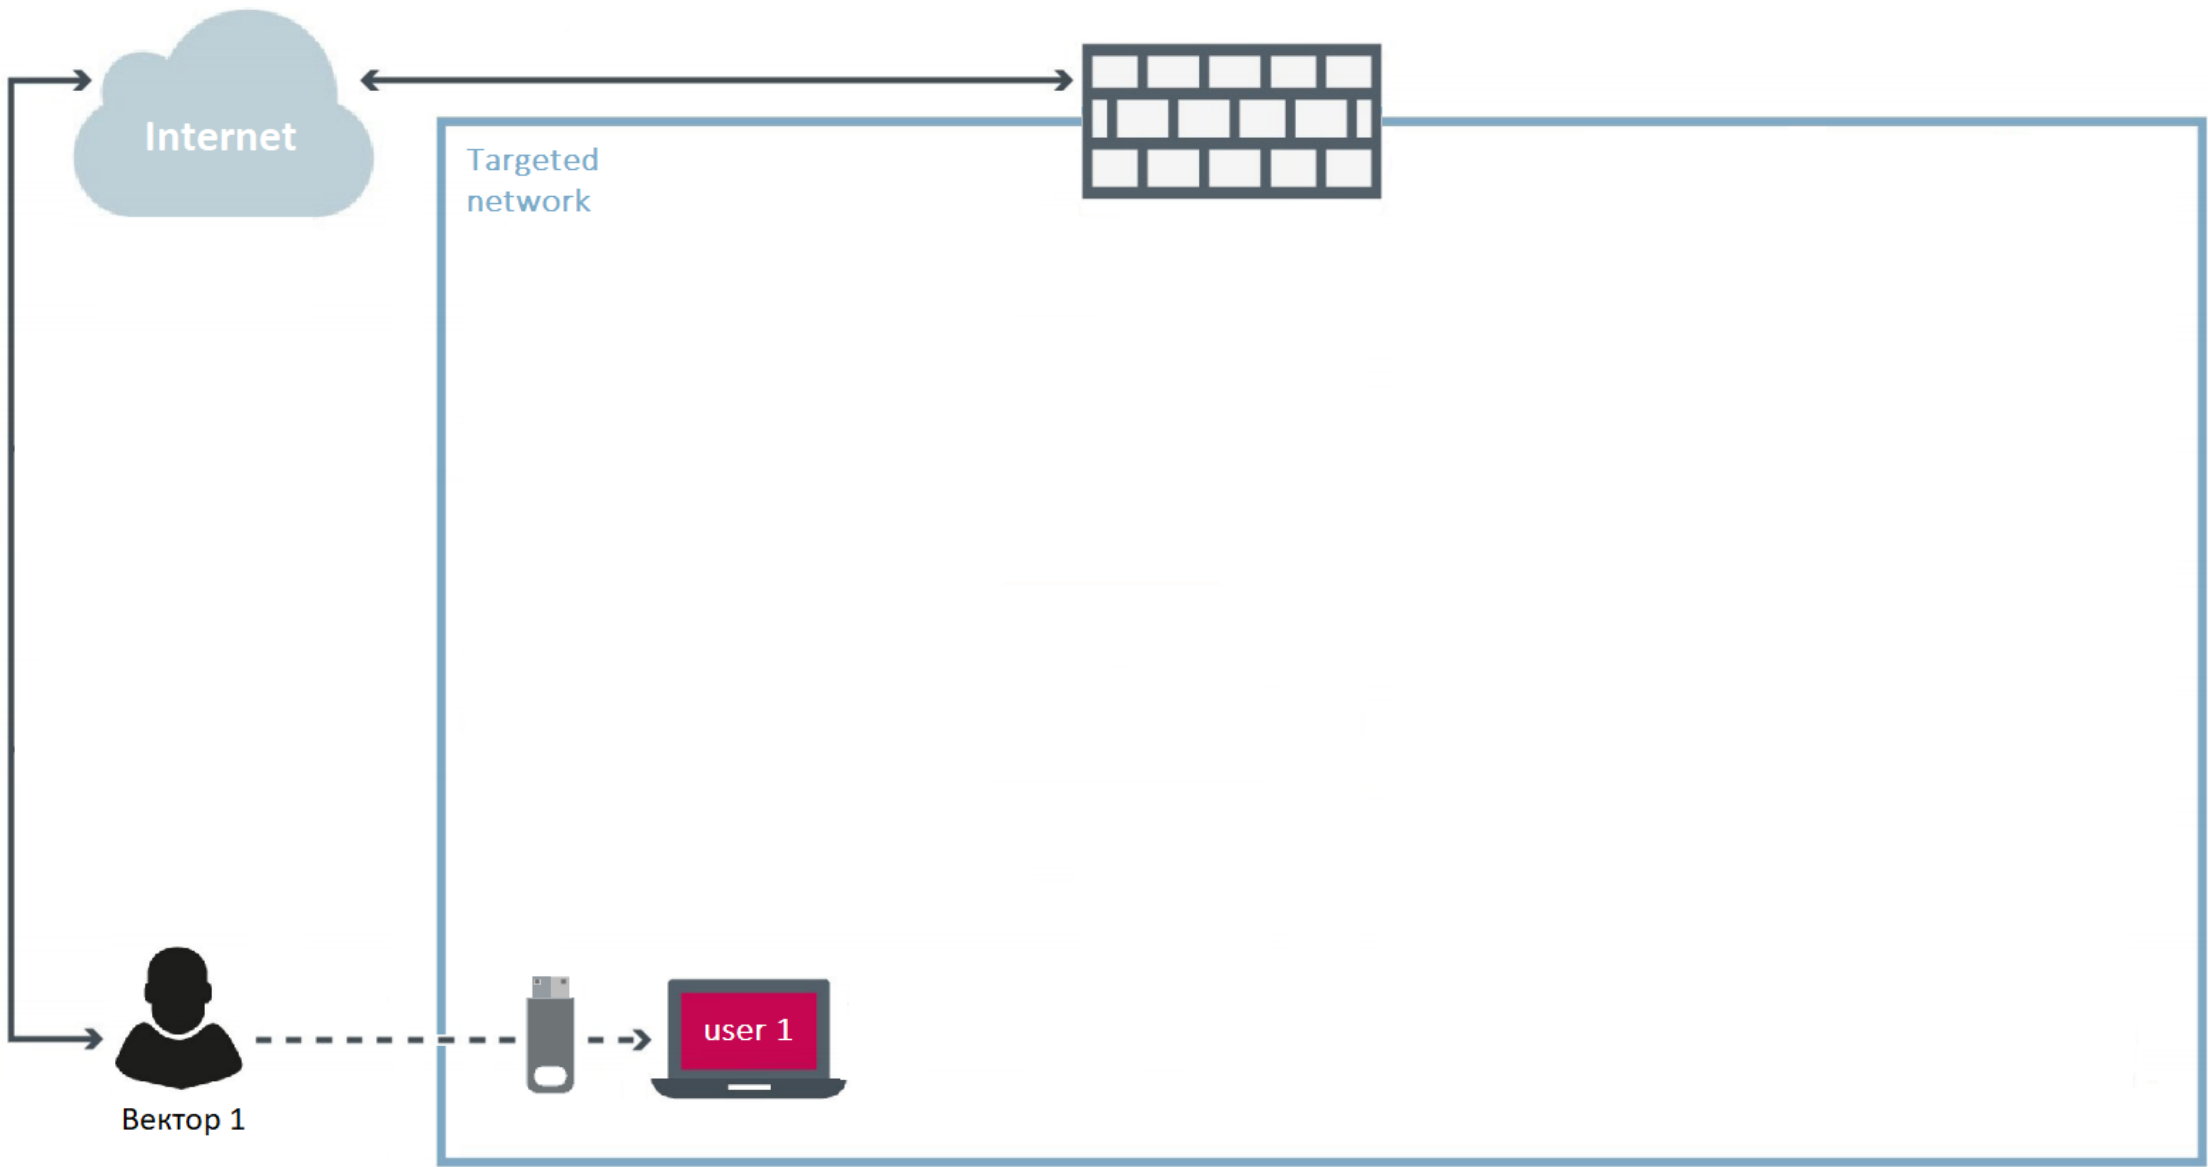 Internet
Targeted
network
user 1
Вектор 1